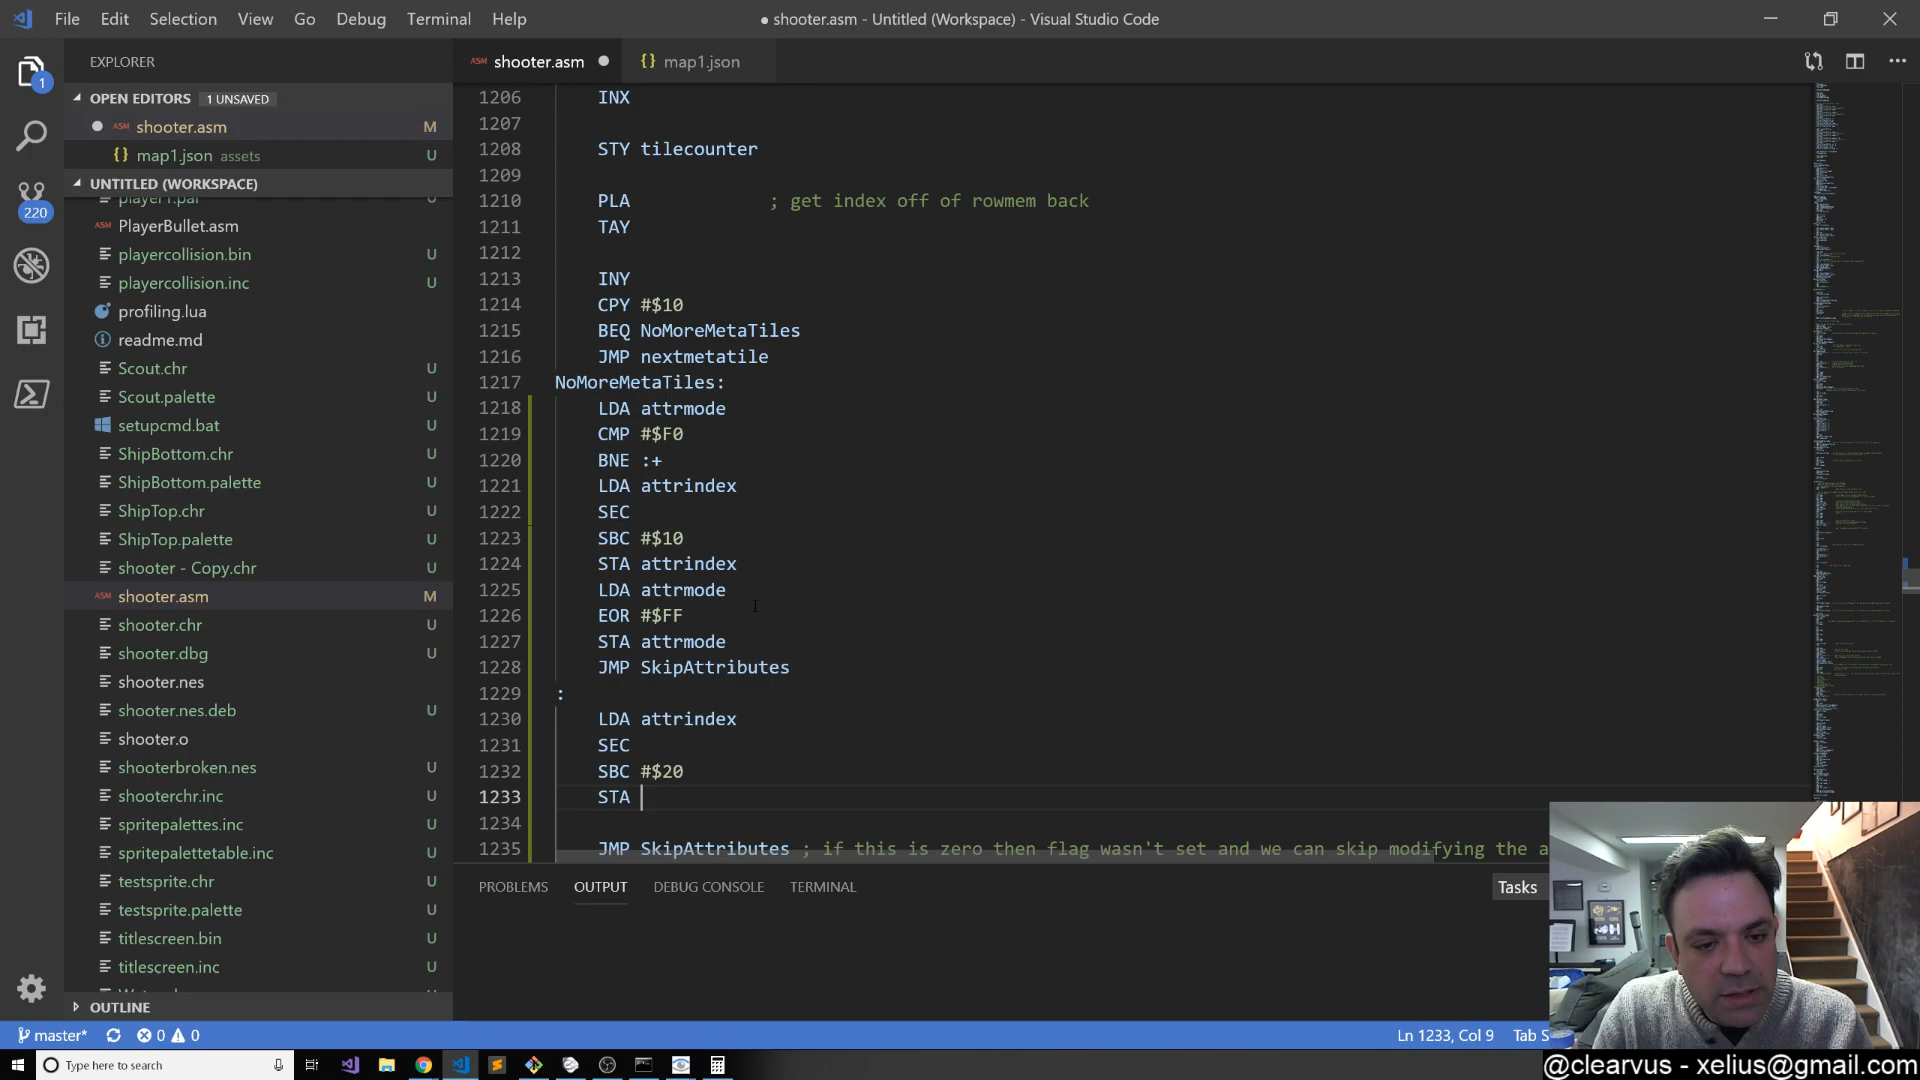 File Edit Selection View Go Debug Terminal Help
● shooter.asm - Untitled (Workspace) - Visual Studio Code
EXPLORER
OPEN EDITORS 1 UNSAVED
ASM shooter.asm M
{} map1.json assets U
UNTITLED (WORKSPACE)
ASM PlayerBullet.asm
playercollision.bin U
playercollision.inc U
profiling.lua
readme.md
Scout.chr U
Scout.palette U
setupcmd.bat U
ShipBottom.chr U
ShipBottom.palette U
ShipTop.chr U
ShipTop.palette U
shooter - Copy.chr U
ASM shooter.asm M
shooter.chr U
shooter.dbg U
shooter.nes
shooter.nes.deb U
shooter.o
shooterbroken.nes U
shooterchr.inc U
spritepalettes.inc U
spritepalettetable.inc U
testsprite.chr U
testsprite.palette U
titlescreen.bin U
titlescreen.inc U
OUTLINE
1
220
ASM shooter.asm
{} map1.json
1206 INX
1207
1208 STY tilecounter
1209
1210 PLA ; get index off of rowmem back
1211 TAY
1212
1213 INY
1214 CPY #$10
1215 BEQ NoMoreMetaTiles
1216 JMP nextmetatile
1217 NoMoreMetaTiles:
1218 LDA attrmode
1219 CMP #$F0
1220 BNE :+
1221 LDA attrindex
1222 SEC
1223 SBC #$10
1224 STA attrindex
1225 LDA attrmode
1226 EOR #$FF
1227 STA attrmode
1228 JMP SkipAttributes
1229 :
1230 LDA attrindex
1231 SEC
1232 SBC #$20
1233 STA
1234
1235 JMP SkipAttributes ; if this is zero then flag wasn't set and we can skip modifying the a
PROBLEMS OUTPUT DEBUG CONSOLE TERMINAL
Tasks
master* 0 0
Ln 1233, Col 9 Tab S
Type here to search
@clearvus - xelius@gmail.com